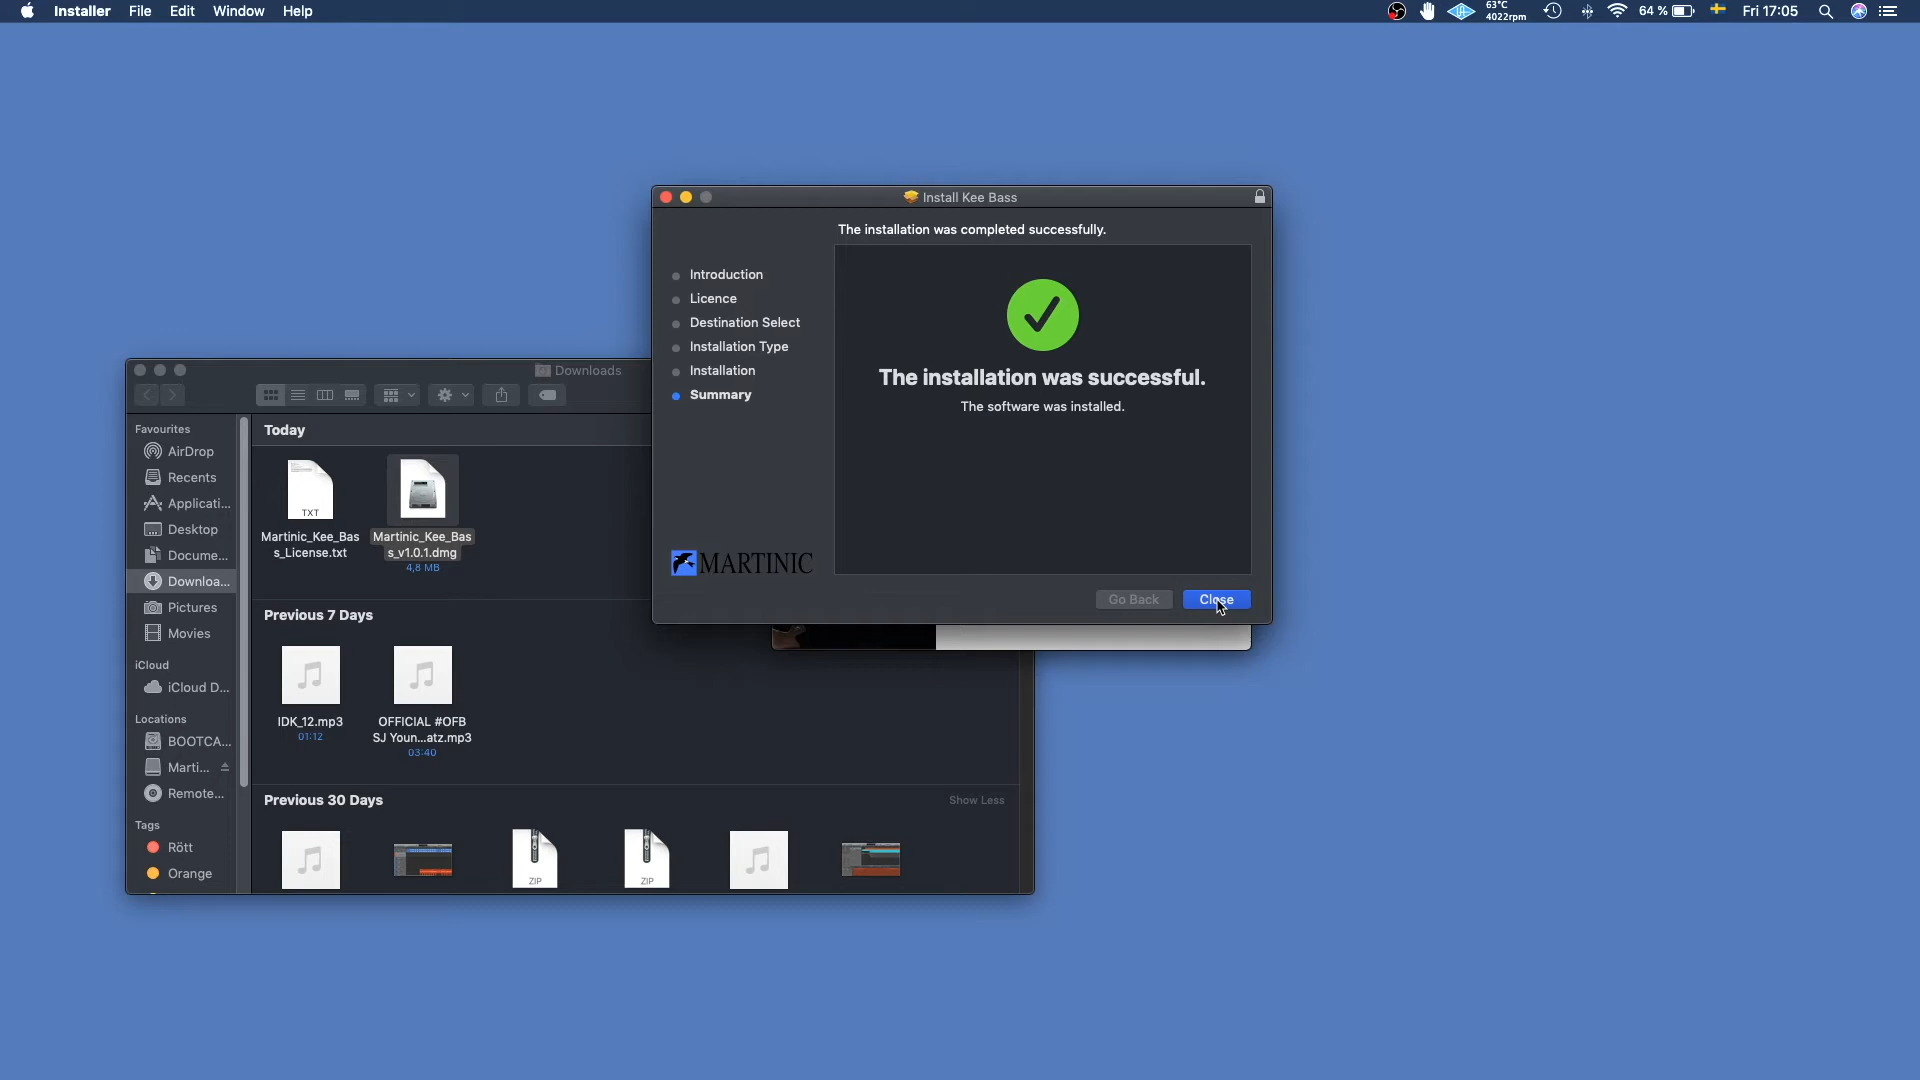 Installer File Edit Window Help
63°C
4022rpm
64 %
Fri 17:05
Install Kee Bass
The installation was completed successfully.
Introduction
Licence
Destination Select
Installation Type
Installation
Summary
The installation was successful.
The software was installed.
MARTINIC
Go Back
Close
Downloads
Favourites
AirDrop
Recents
Applicati...
Desktop
Docume...
Downloa...
Pictures
Movies
iCloud
iCloud D...
Locations
BOOTCA...
Marti...
Remote...
Tags
Rött
Orange
Today
TXT
Martinic_Kee_Bas
s_License.txt
Martinic_Kee_Bas
s_v1.0.1.dmg
4,8 MB
Previous 7 Days
IDK_12.mp3
01:12
OFFICIAL #OFB
SJ Youn...atz.mp3
03:40
Previous 30 Days
Show Less
ZIP
ZIP